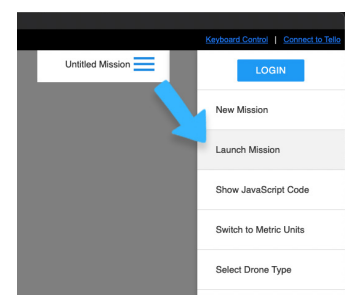 Keyboard Control | Connect to Tello
Untitled Mission
LOGIN
New Mission
Launch Mission
Show JavaScript Code
Switch to Metric Units
Select Drone Type